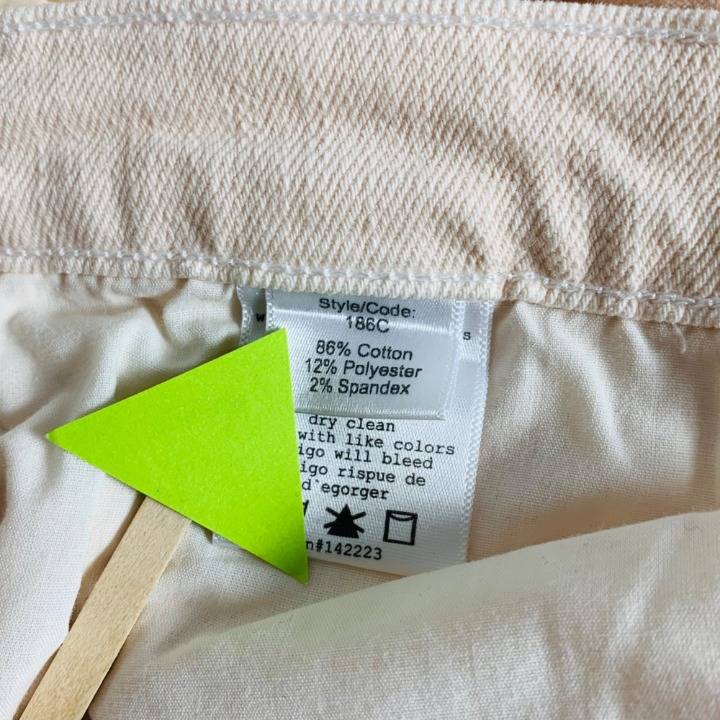 Style/Code:
186C
86% Cotton
12% Polyester
2% Spandex
dry clean
with like colors
will bleed
rispue de
d'egorger
n#142223